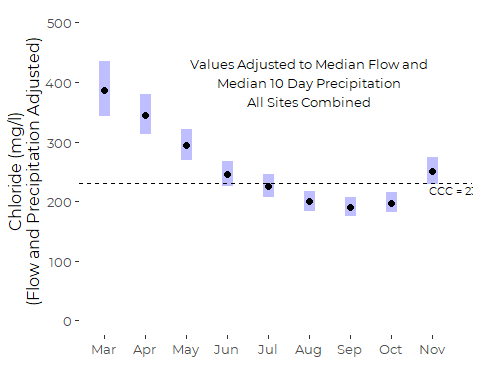 500
400
300
200
100
0
Chloride (mg/l)
(Flow and Precipitation Adjusted)
Values Adjusted to Median Flow and
Median 10 Day Precipitation
All Sites Combined
CCC = 23
Mar Apr May Jun Jul Aug Sep Oct Nov